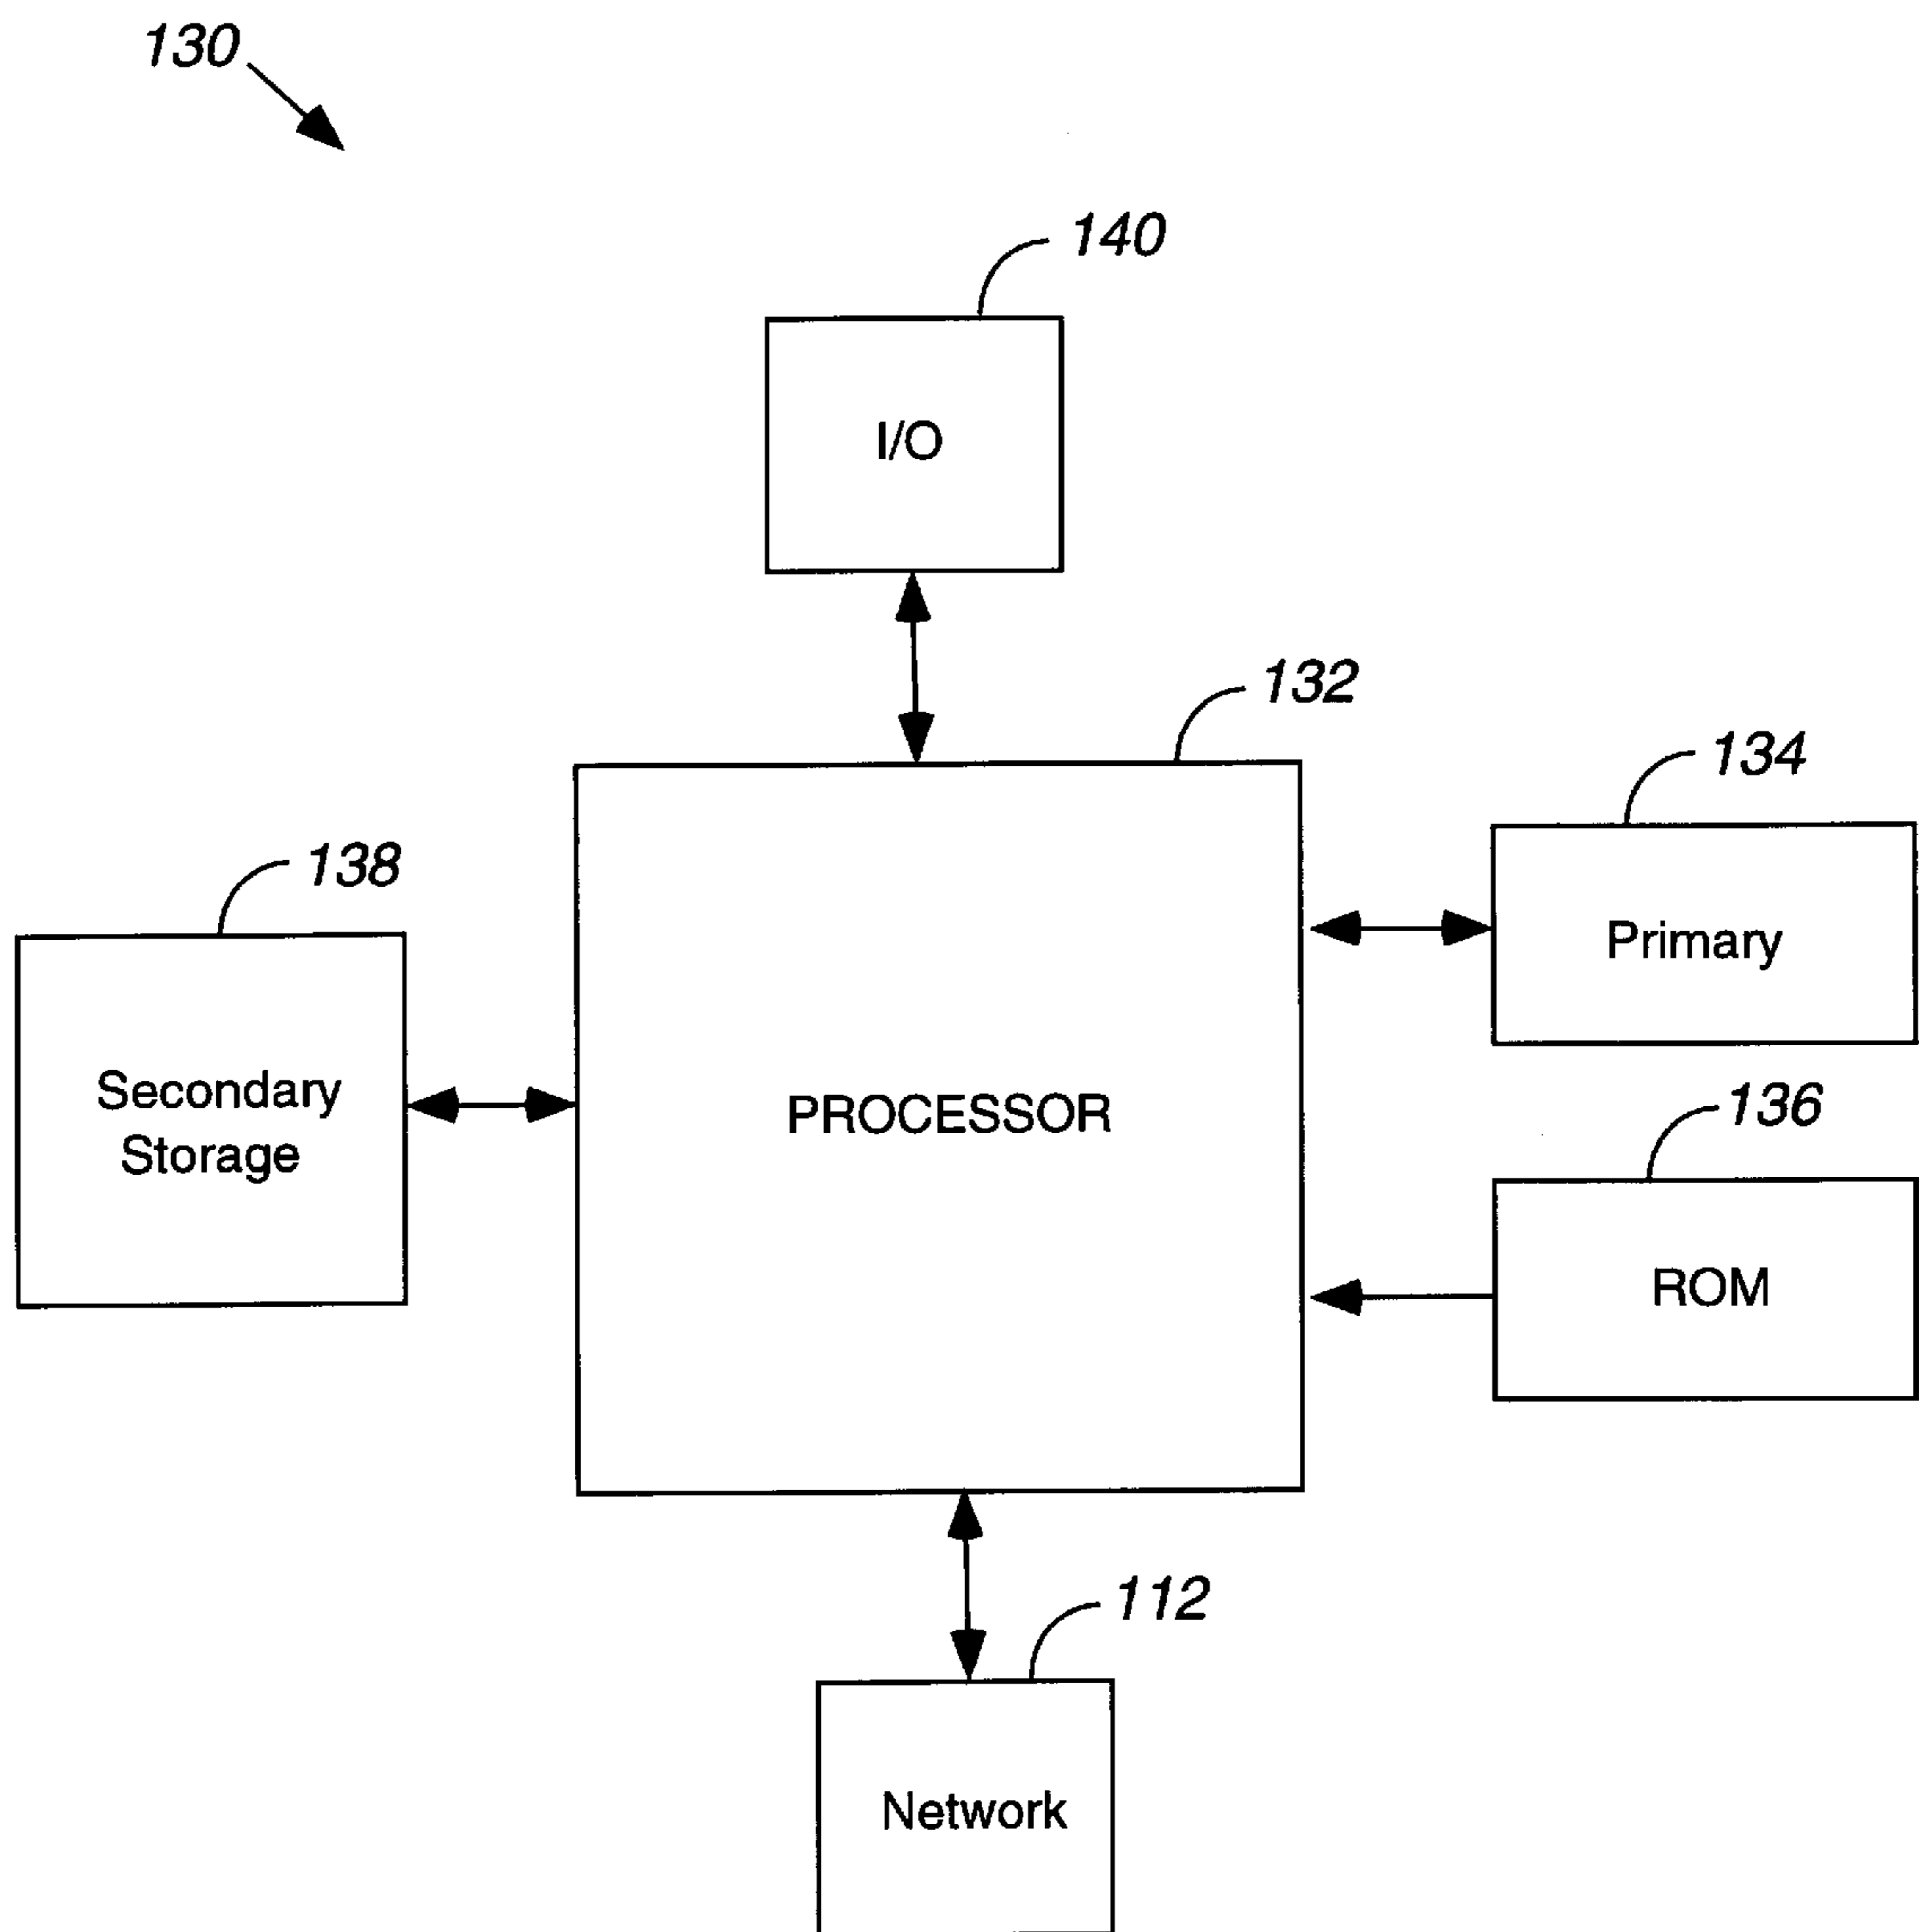 130
140
I/O
132
134
138
Primary
Secondary
Storage
PROCESSOR
136
ROM
112
Network